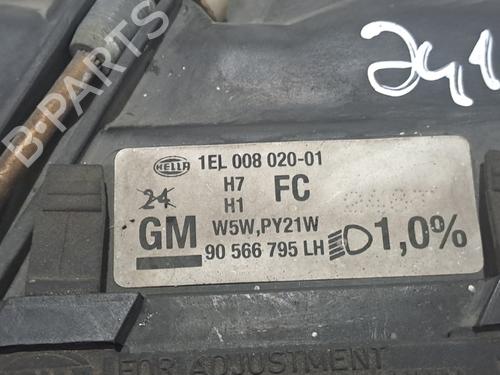 B-PARTS
241
HELLA 1EL 008 020-01
24 H7 FC
H1
GM W5W,PY21W
90 566 795 LH 1,0%
FOR ADJUSTMENT